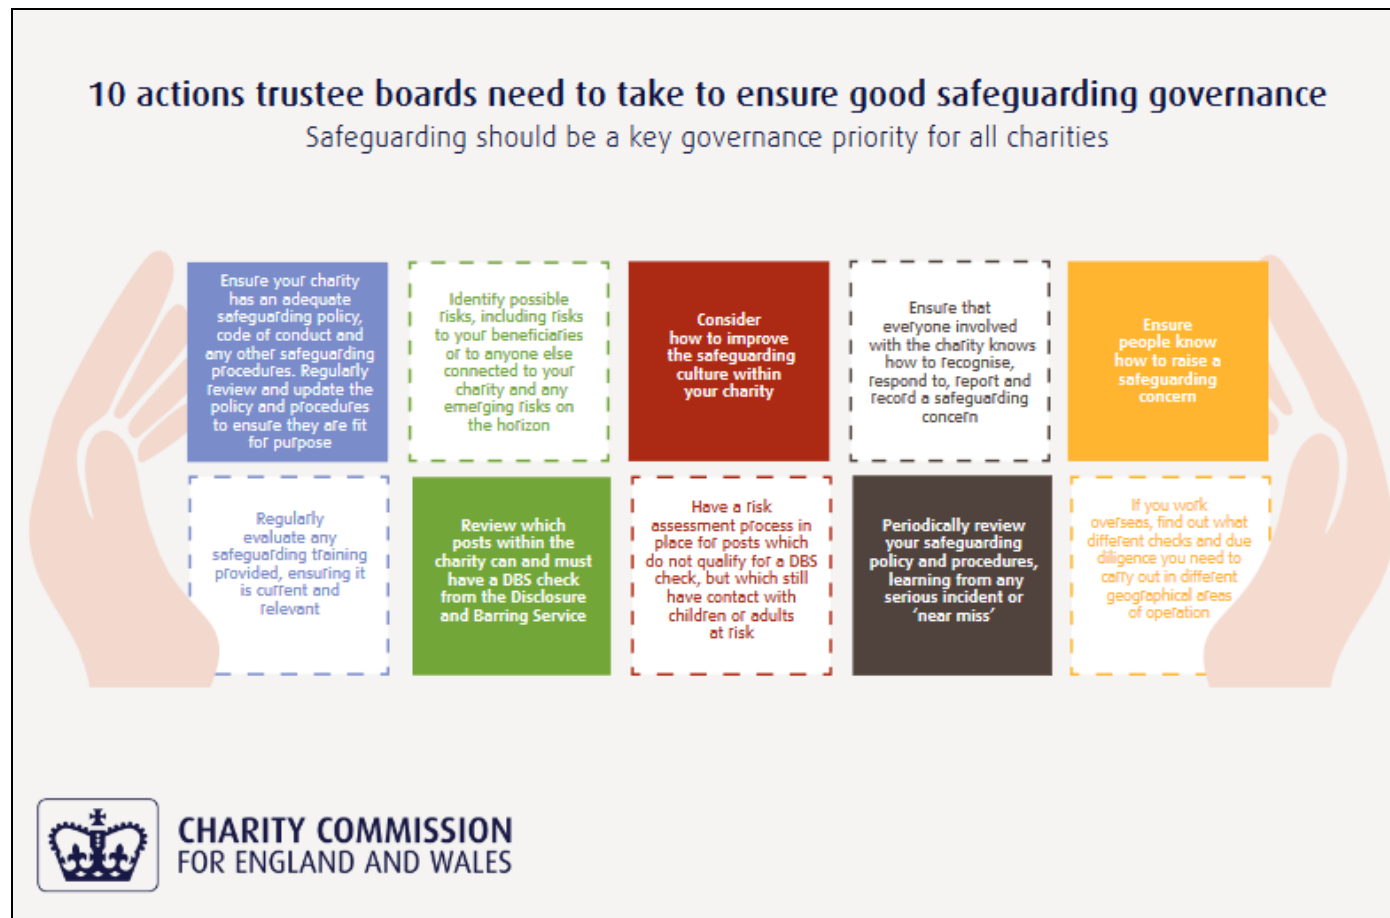 10 actions trustee boards need to take to ensure good safeguarding governance
Safeguarding should be a key governance priority for all charities
Ensure your charity
has an adequate
safeguarding policy,
code of conduct and
any other safeguarding
procedures. Regularly
review and update the
policy and procedures
to ensure they are fit
for purpose
Identify possible
risks, including risks
to your beneficiaries
or to anyone else
connected to your
charity and any
emerging risks on
the horizon
Consider
how to improve
the safeguarding
culture within
your charity
Ensure that
everyone involved
with the charity knows
how to recognise,
respond to, report and
record a safeguarding
concern
Ensure
people know
how to raise a
safeguarding
concern
Regularly
evaluate any
safeguarding training
provided, ensuring it
is current and
relevant
Review which
posts within the
charity can and must
have a DBS check
from the Disclosure
and Barring Service
Have a risk
assessment process in
place for posts which
do not qualify for a DBS
check, but which still
have contact with
children or adults
at risk
Periodically review
your safeguarding
policy and procedures,
learning from any
serious incident or
‘near miss’
If you work
overseas, find out what
different checks and due
diligence you need to
carry out in different
geographical areas
of operation
CHARITY COMMISSION
FOR ENGLAND AND WALES